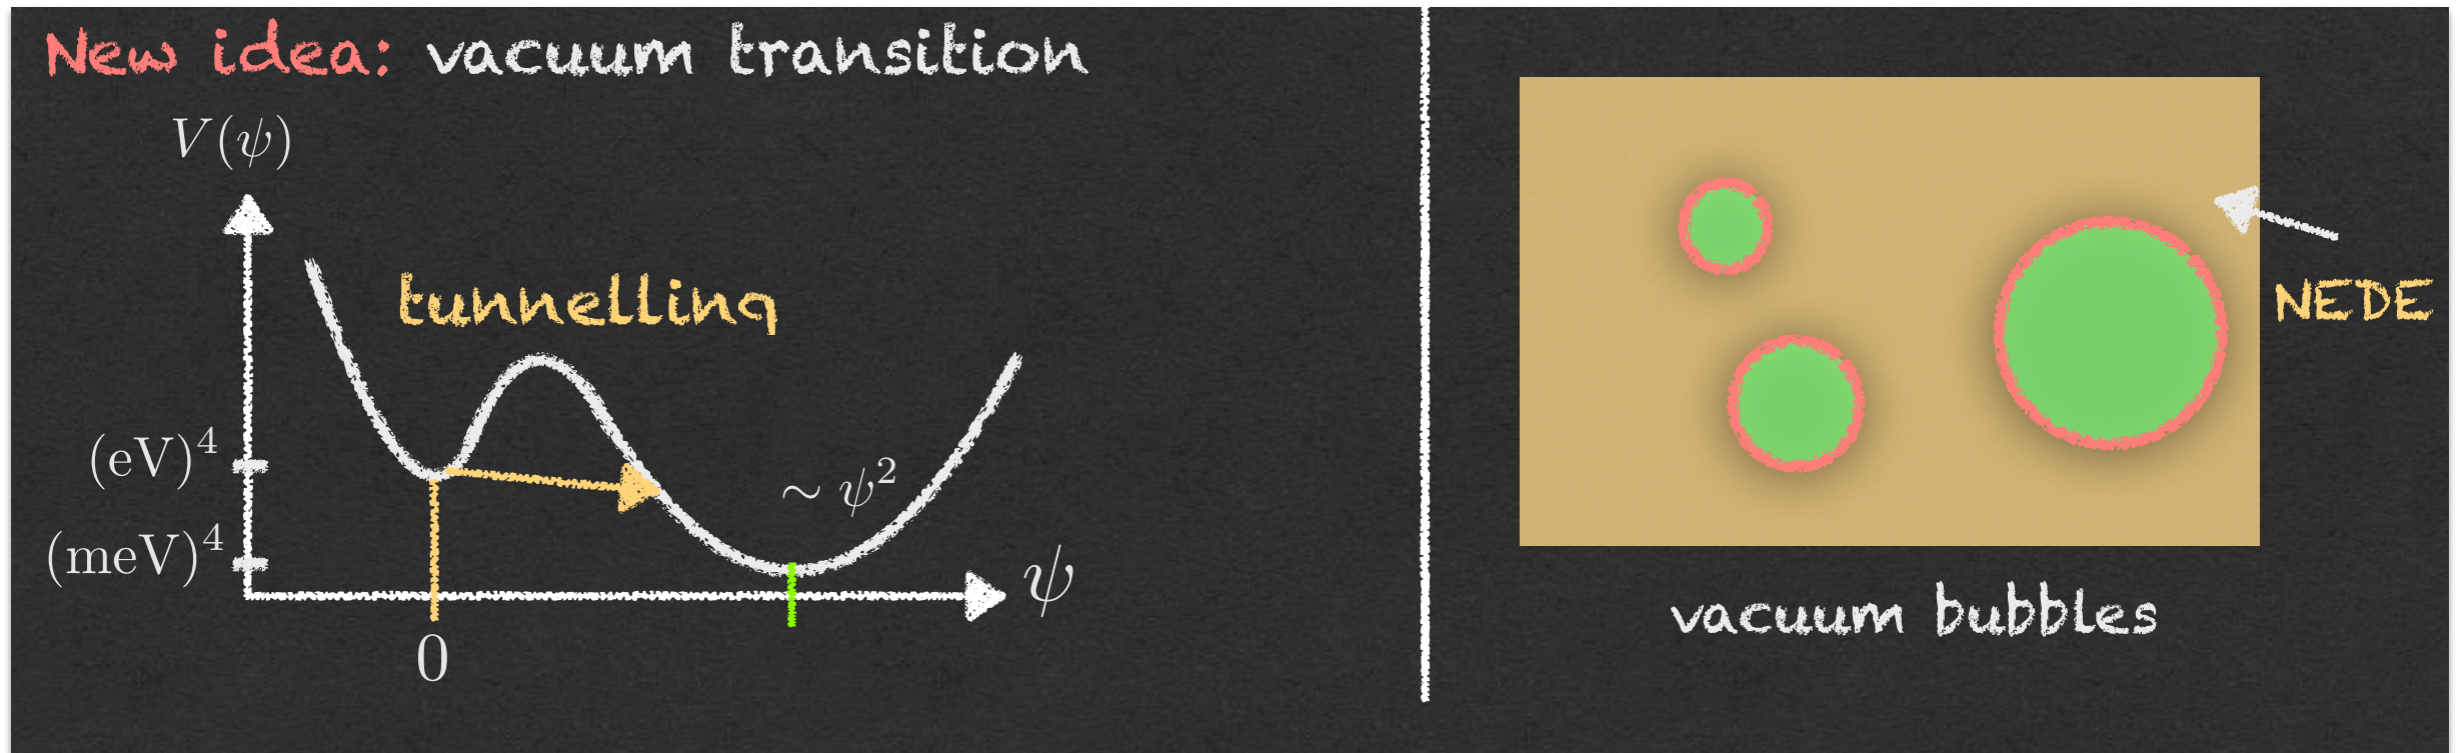 New idea: vacuum transition
V(ψ)
tunnelling
(eV)⁴
~ ψ²
(meV)⁴
ψ
0
NEDE
vacuum bubbles